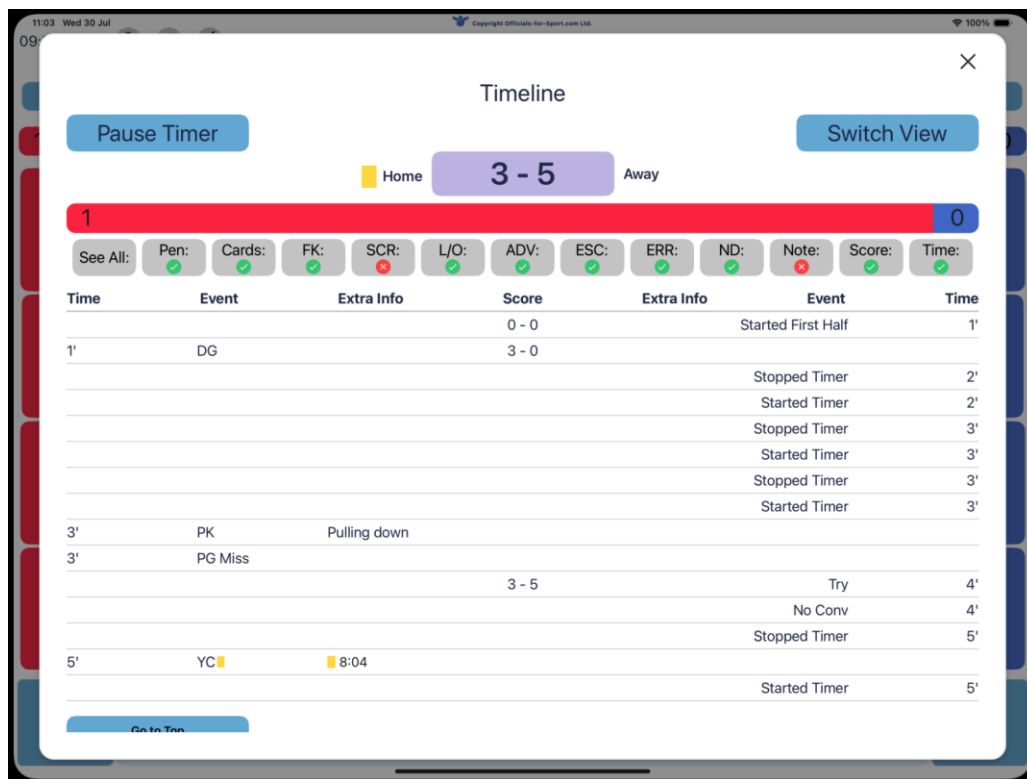 11:03 Wed 30 Jul Copyright Officials-for-Sport.com Ltd. 100%
09:
Timeline
Pause Timer Switch View
Home 3 - 5 Away
1 0
See All: Pen: Cards: FK: SCR: L/O: ADV: ESC: ERR: ND: Note: Score: Time:
Time Event Extra Info Score Extra Info Event Time
0 - 0 Started First Half 1'
1' DG 3 - 0
Stopped Timer 2'
Started Timer 2'
Stopped Timer 3'
Started Timer 3'
Stopped Timer 3'
Started Timer 3'
3' PK Pulling down
3' PG Miss
3 - 5 Try 4'
No Conv 4'
Stopped Timer 5'
5' YC 8:04
Started Timer 5'
Go to Top